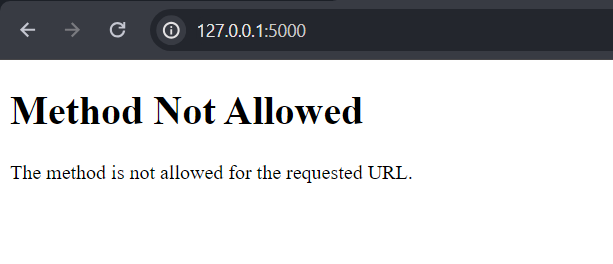 127.0.0.1:5000
Method Not Allowed
The method is not allowed for the requested URL.